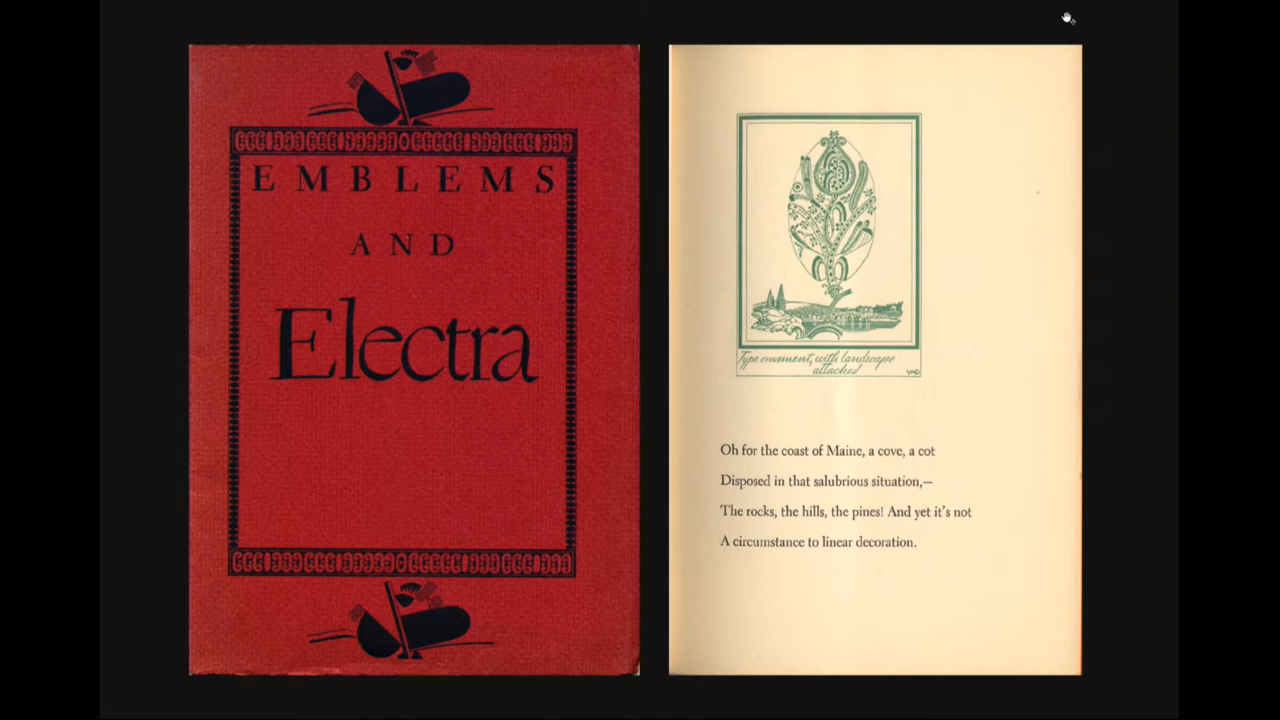 EMBLEMS
AND
Electra
Type ornament, with landscape
attached
WAD
Oh for the coast of Maine, a cove, a cot
Disposed in that salubrious situation,—
The rocks, the hills, the pines! And yet it's not
A circumstance to linear decoration.